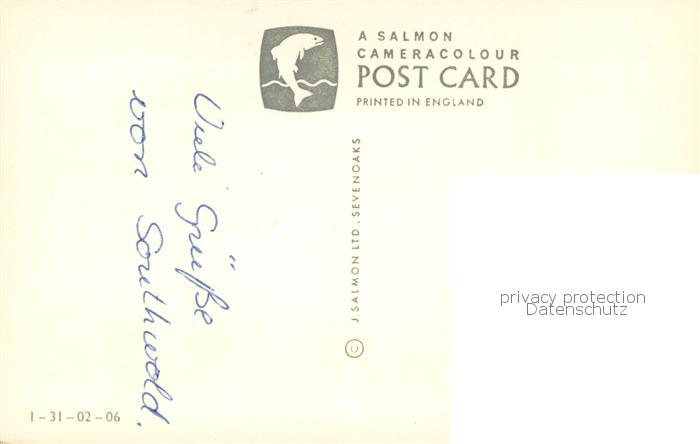 A SALMON
CAMERACOLOUR
POST CARD
PRINTED IN ENGLAND
Viele Grüße
von Southwold.
© J. SALMON LTD., SEVENOAKS
privacy protection
Datenschutz
1-31-02-06